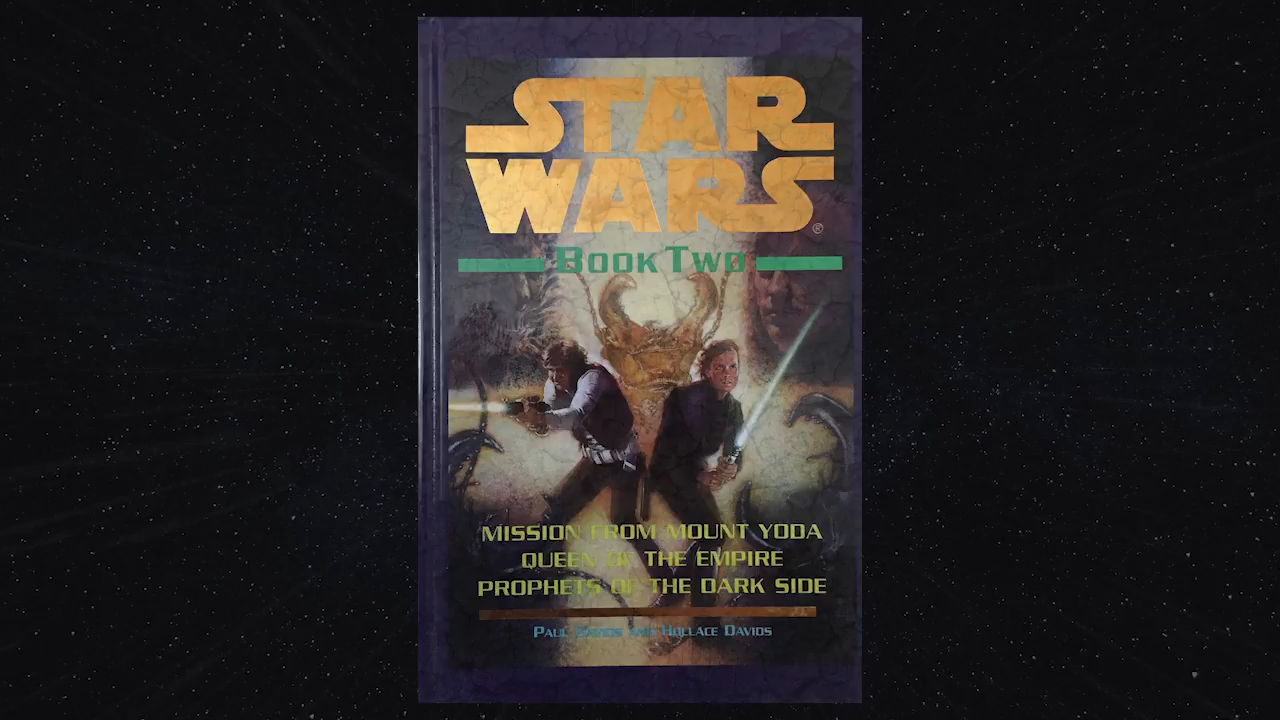 STAR
WARS®
BOOK TWO
MISSION FROM MOUNT YODA
QUEEN OF THE EMPIRE
PROPHETS OF THE DARK SIDE
PAUL DAVIDS AND HOLLACE DAVIDS